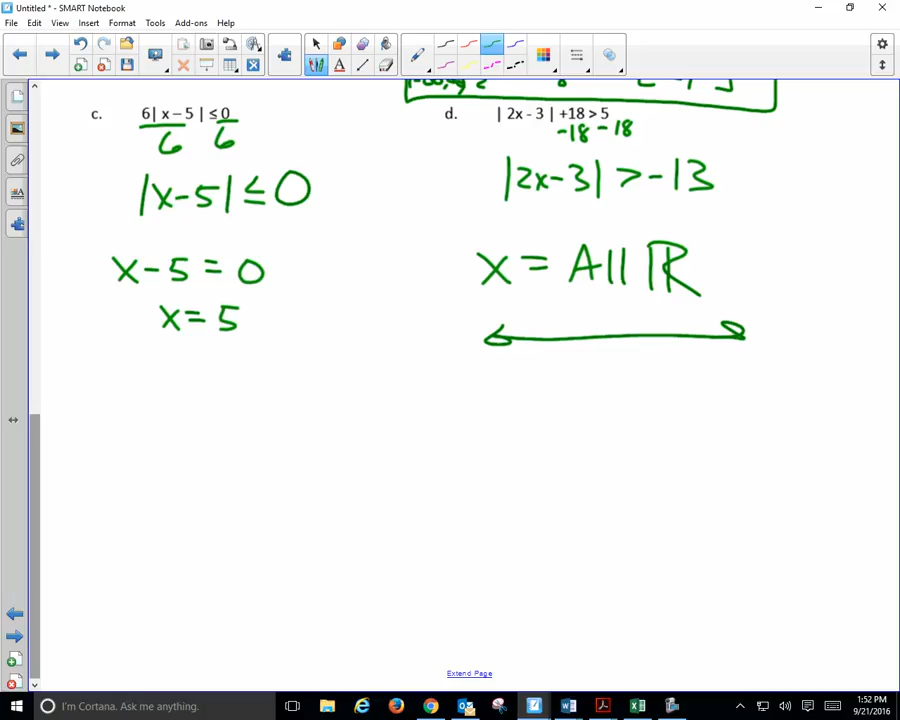 Untitled * - SMART Notebook
File Edit View Insert Format Tools Add-ons Help
c. 6| x – 5 | ≤ 0
6 6
|x-5| ≤ 0
x-5 = 0
x = 5
d. | 2x - 3 | +18 > 5
-18 -18
|2x-3| > -13
x = All ℝ
Extend Page
I'm Cortana. Ask me anything.
1:52 PM
9/21/2016